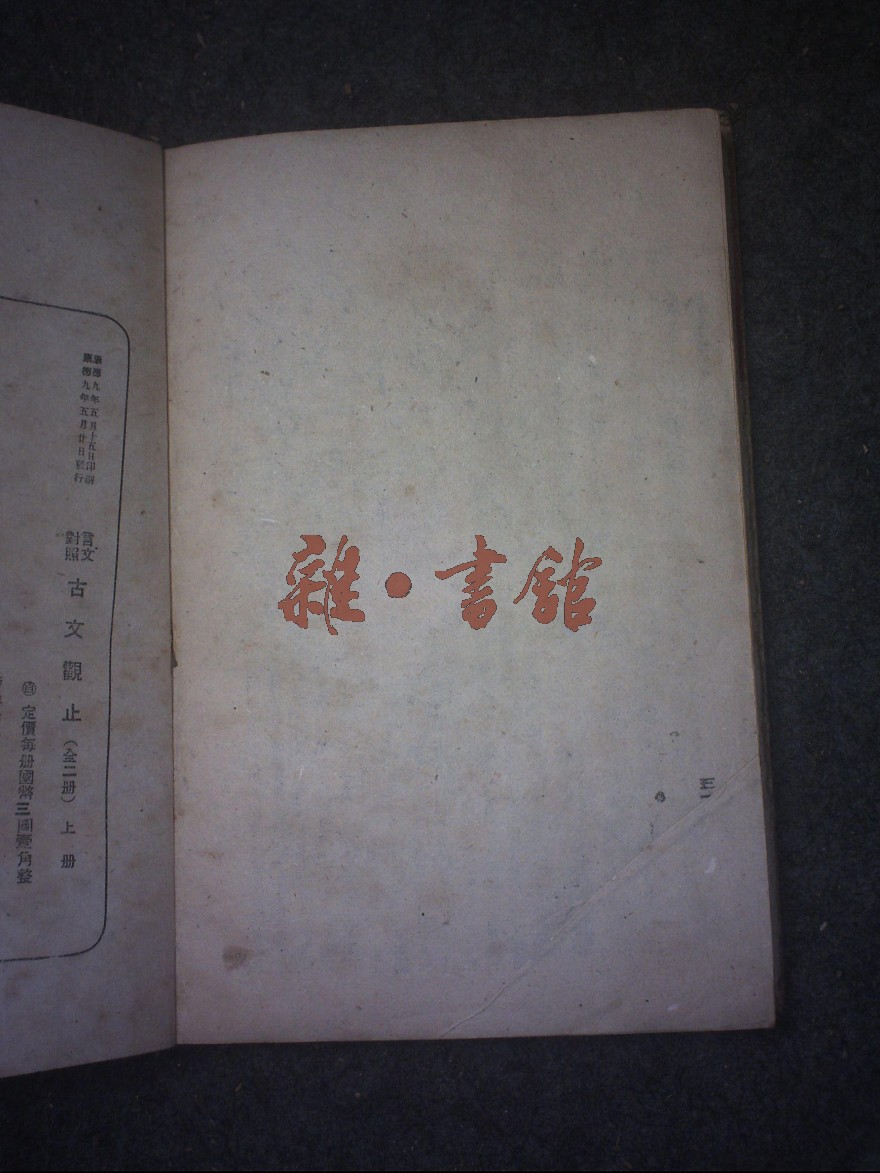 康德九年五月十五日印刷
康德九年五月廿日發行
言文
對照
古文觀止（全二册）上册
定價每册國幣三圓壹角整
雜·書館